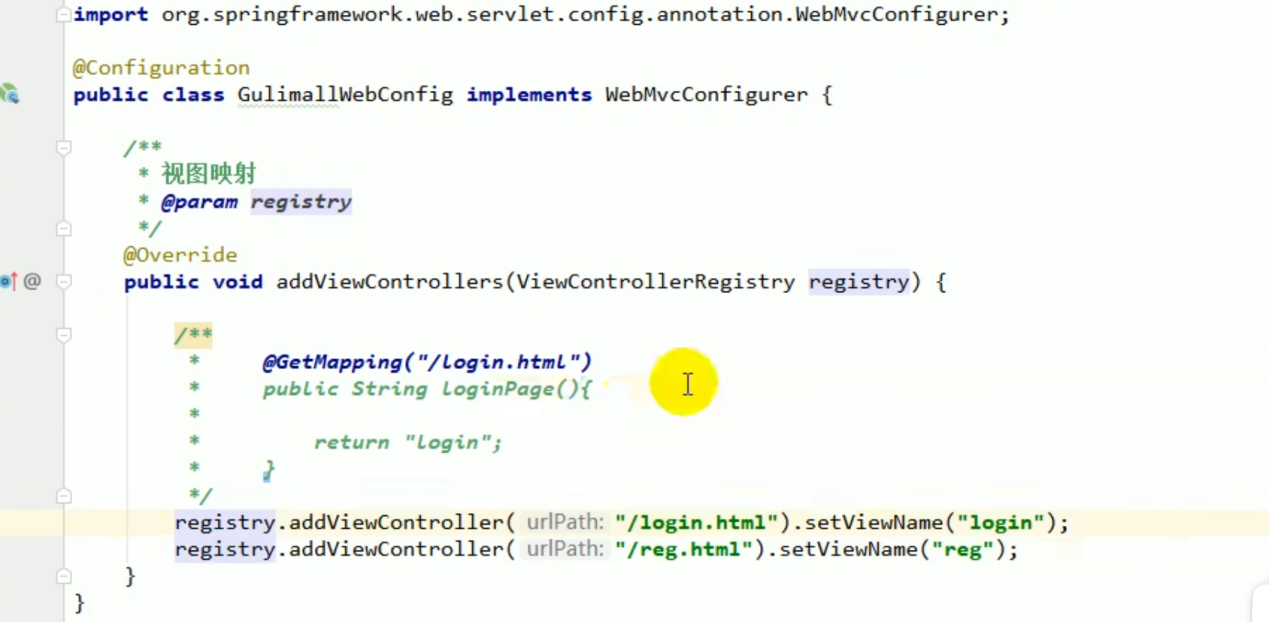 import org.springframework.web.servlet.config.annotation.WebMvcConfigurer;
@Configuration
public class GulimallWebConfig implements WebMvcConfigurer {
/**
* 视图映射
* @param registry
*/
@Override
public void addViewControllers(ViewControllerRegistry registry) {
/**
* @GetMapping("/login.html")
* public String loginPage(){
*
* return "login";
* }
*/
registry.addViewController( urlPath: "/login.html").setViewName("login");
registry.addViewController( urlPath: "/reg.html").setViewName("reg");
}
}